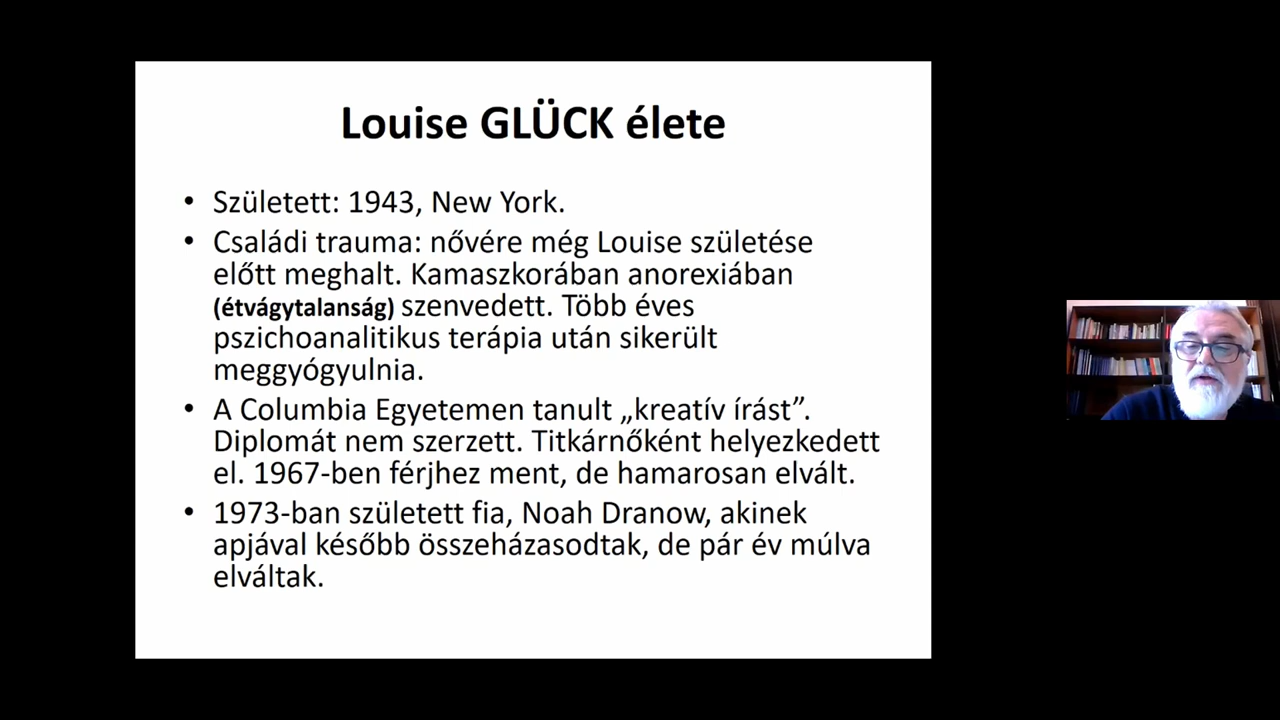 Louise GLÜCK élete
• Született: 1943, New York.
• Családi trauma: nővére még Louise születése
előtt meghalt. Kamaszkorában anorexiában
(étvágytalanság) szenvedett. Több éves
pszichoanalitikus terápia után sikerült
meggyógyulnia.
• A Columbia Egyetemen tanult „kreatív írást”.
Diplomát nem szerzett. Titkárnőként helyezkedett
el. 1967-ben férjhez ment, de hamarosan elvált.
• 1973-ban született fia, Noah Dranow, akinek
apjával később összeházasodtak, de pár év múlva
elváltak.